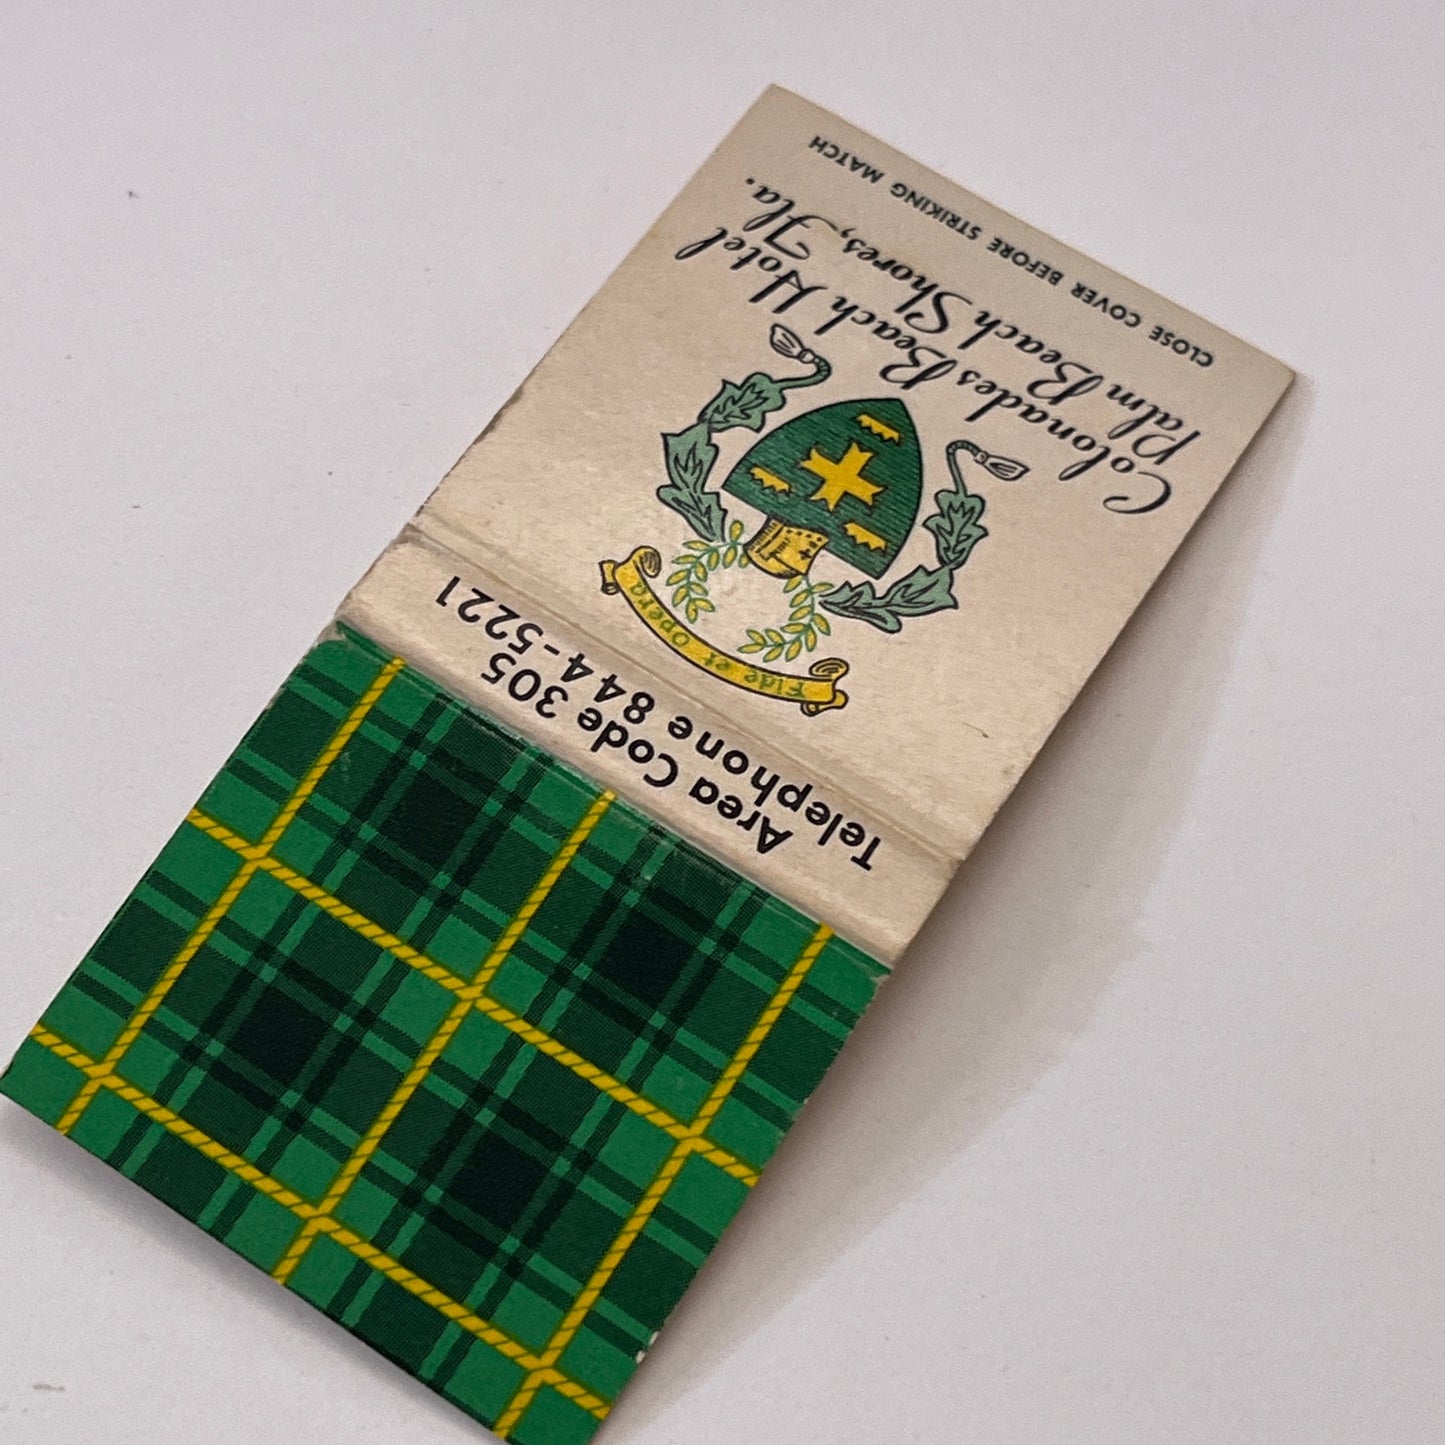 CLOSE COVER BEFORE STRIKING MATCH
Colonades Beach Hotel
Palm Beach Shores, Fla.
Fide et Opera
Telephone 844-5221
Area Code 305